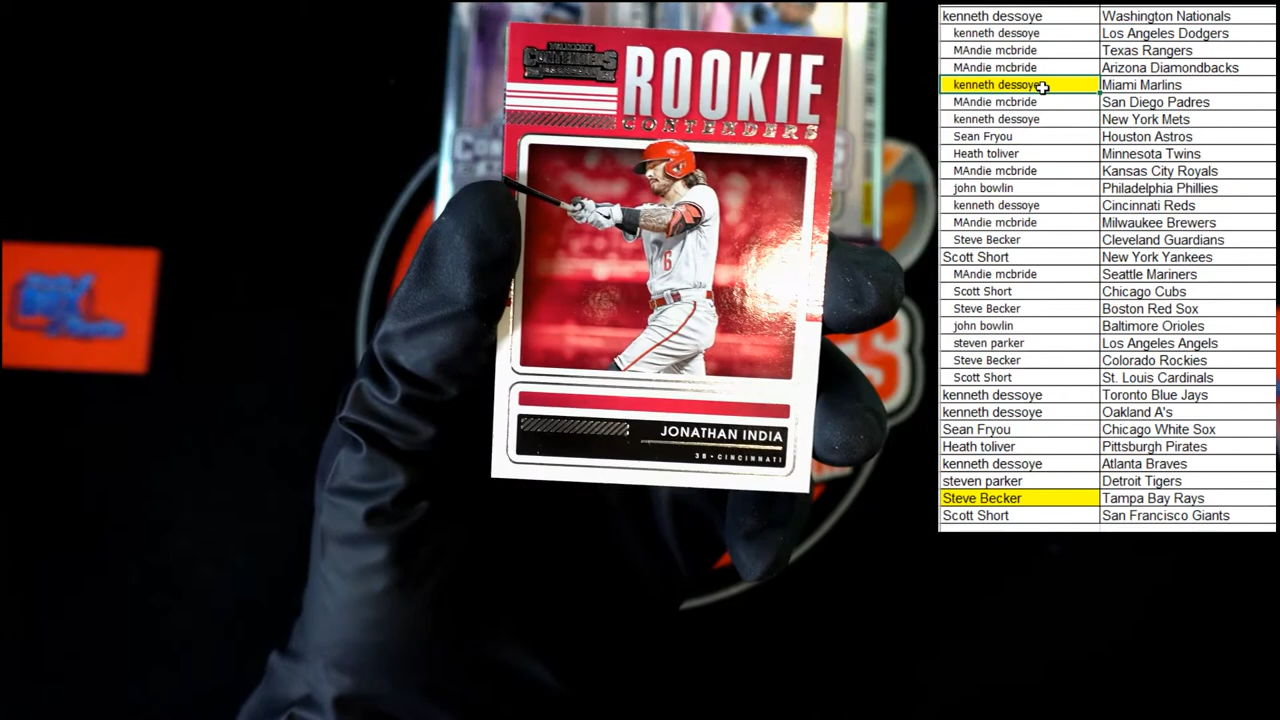 CONTENDERS
ROOKIE
CONTENDERS
6
JONATHAN INDIA
3B • CINCINNATI
kenneth dessoye Washington Nationals
kenneth dessoye Los Angeles Dodgers
MAndie mcbride Texas Rangers
MAndie mcbride Arizona Diamondbacks
kenneth dessoye Miami Marlins
MAndie mcbride San Diego Padres
kenneth dessoye New York Mets
Sean Fryou Houston Astros
Heath toliver Minnesota Twins
MAndie mcbride Kansas City Royals
john bowlin Philadelphia Phillies
kenneth dessoye Cincinnati Reds
MAndie mcbride Milwaukee Brewers
Steve Becker Cleveland Guardians
Scott Short New York Yankees
MAndie mcbride Seattle Mariners
Scott Short Chicago Cubs
Steve Becker Boston Red Sox
john bowlin Baltimore Orioles
steven parker Los Angeles Angels
Steve Becker Colorado Rockies
Scott Short St. Louis Cardinals
kenneth dessoye Toronto Blue Jays
kenneth dessoye Oakland A's
Sean Fryou Chicago White Sox
Heath toliver Pittsburgh Pirates
kenneth dessoye Atlanta Braves
steven parker Detroit Tigers
Steve Becker Tampa Bay Rays
Scott Short San Francisco Giants